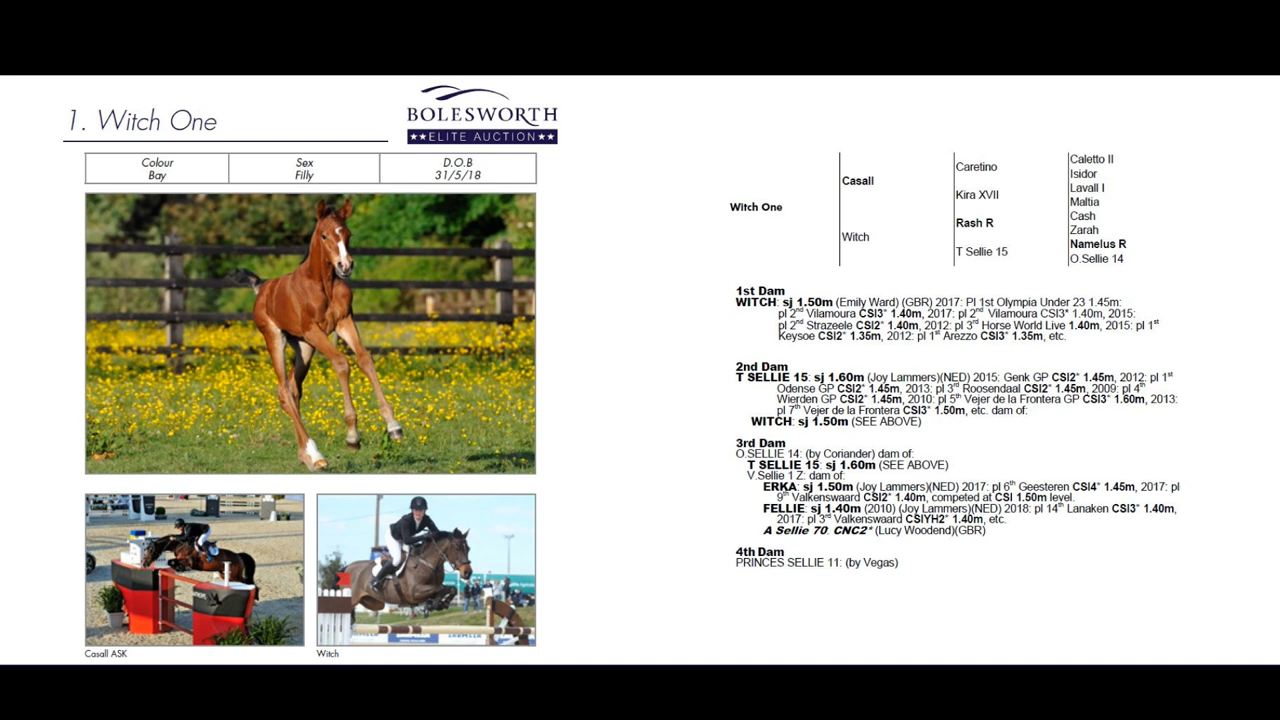 1. Witch One
BOLESWORTH
★★ELITE AUCTION★★
Colour
Bay
Sex
Filly
D.O.B
31/5/18
Casall ASK
Witch
Witch One
Casall
Witch
Caretino
Kira XVII
Rash R
T Sellie 15
Caletto II
Isidor
Lavall I
Maltia
Cash
Zarah
Namelus R
O.Sellie 14
1st Dam
WITCH: sj 1.50m (Emily Ward) (GBR) 2017: Pl 1st Olympia Under 23 1.45m:
pl 2nd Vilamoura CSI3* 1.40m, 2017: pl 2nd Vilamoura CSI3* 1.40m, 2015:
pl 2nd Strazeele CSI2* 1.40m, 2012: pl 3rd Horse World Live 1.40m, 2015: pl 1st
Keysoe CSI2* 1.35m, 2012: pl 1st Arezzo CSI3* 1.35m, etc.
2nd Dam
T SELLIE 15: sj 1.60m (Joy Lammers)(NED) 2015: Genk GP CSI2* 1.45m, 2012: pl 1st
Odense GP CSI2* 1.45m, 2013: pl 3rd Roosendaal CSI2* 1.45m, 2009: pl 4th
Wierden GP CSI2* 1.45m, 2010: pl 5th Vejer de la Frontera GP CSI3* 1.60m, 2013:
pl 7th Vejer de la Frontera CSI3* 1.50m, etc. dam of:
WITCH: sj 1.50m (SEE ABOVE)
3rd Dam
O.SELLIE 14: (by Coriander) dam of:
T SELLIE 15: sj 1.60m (SEE ABOVE)
V.Sellie 1 Z: dam of:
ERKA: sj 1.50m (Joy Lammers)(NED) 2017: pl 6th Geesteren CSI4* 1.45m, 2017: pl
9th Valkenswaard CSI2* 1.40m, competed at CSI 1.50m level.
FELLIE: sj 1.40m (2010) (Joy Lammers)(NED) 2018: pl 14th Lanaken CSI3* 1.40m,
2017: pl 3rd Valkenswaard CSIYH2* 1.40m, etc.
A Sellie 70: CNC2* (Lucy Woodend)(GBR)
4th Dam
PRINCES SELLIE 11: (by Vegas)